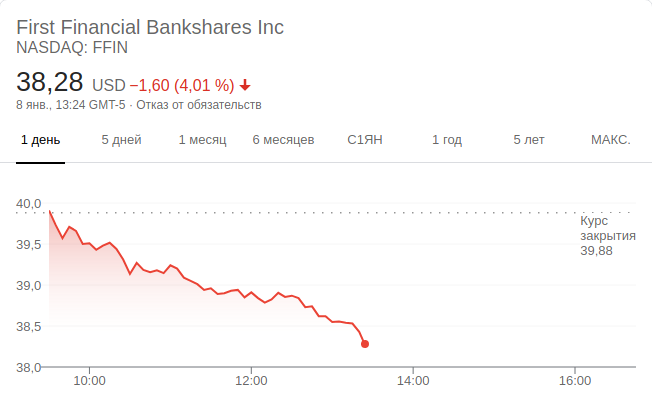 First Financial Bankshares Inc
NASDAQ: FFIN
38,28 USD −1,60 (4,01 %)
8 янв., 13:24 GMT-5 · Отказ от обязательств
1 день 5 дней 1 месяц 6 месяцев С1ЯН 1 год 5 лет МАКС.
40,0
Курс
закрытия
39,88
39,5
39,0
38,5
38,0
10:00 12:00 14:00 16:00